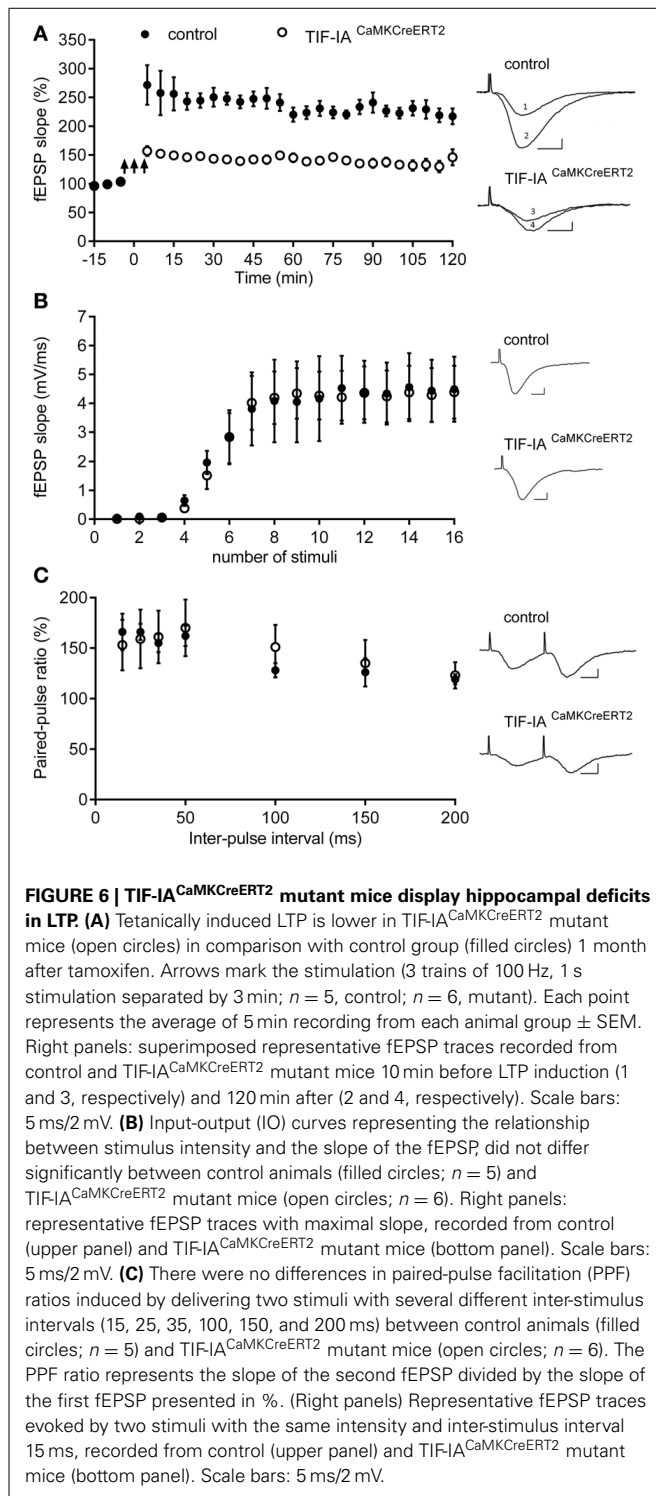 A
control
TIF-IA CaMKCreERT2
350
300
250
200
150
100
50
0
fEPSP slope (%)
-15 0 15 30 45 60 75 90 105 120
Time (min)
control
1
2
TIF-IA CaMKCreERT2
3
4
B
7
6
5
4
3
2
1
0
fEPSP slope (mV/ms)
0 2 4 6 8 10 12 14 16
number of stimuli
control
TIF-IA CaMKCreERT2
C
200
150
100
50
0
Paired-pulse ratio (%)
0 50 100 150 200
Inter-pulse interval (ms)
control
TIF-IA CaMKCreERT2
FIGURE 6 | TIF-IACaMKCreERT2 mutant mice display hippocampal deficits
in LTP. (A) Tetanically induced LTP is lower in TIF-IACaMKCreERT2 mutant
mice (open circles) in comparison with control group (filled circles) 1 month
after tamoxifen. Arrows mark the stimulation (3 trains of 100 Hz, 1 s
stimulation separated by 3 min; n = 5, control; n = 6, mutant). Each point
represents the average of 5 min recording from each animal group ± SEM.
Right panels: superimposed representative fEPSP traces recorded from
control and TIF-IACaMKCreERT2 mutant mice 10 min before LTP induction (1
and 3, respectively) and 120 min after (2 and 4, respectively). Scale bars:
5 ms/2 mV. (B) Input-output (IO) curves representing the relationship
between stimulus intensity and the slope of the fEPSP, did not differ
significantly between control animals (filled circles; n = 5) and
TIF-IACaMKCreERT2 mutant mice (open circles; n = 6). Right panels:
representative fEPSP traces with maximal slope, recorded from control
(upper panel) and TIF-IACaMKCreERT2 mutant mice (bottom panel). Scale bars:
5 ms/2 mV. (C) There were no differences in paired-pulse facilitation (PPF)
ratios induced by delivering two stimuli with several different inter-stimulus
intervals (15, 25, 35, 100, 150, and 200 ms) between control animals (filled
circles; n = 5) and TIF-IACaMKCreERT2 mutant mice (open circles; n = 6). The
PPF ratio represents the slope of the second fEPSP divided by the slope of
the first fEPSP presented in %. (Right panels) Representative fEPSP traces
evoked by two stimuli with the same intensity and inter-stimulus interval
15 ms, recorded from control (upper panel) and TIF-IACaMKCreERT2 mutant
mice (bottom panel). Scale bars: 5 ms/2 mV.